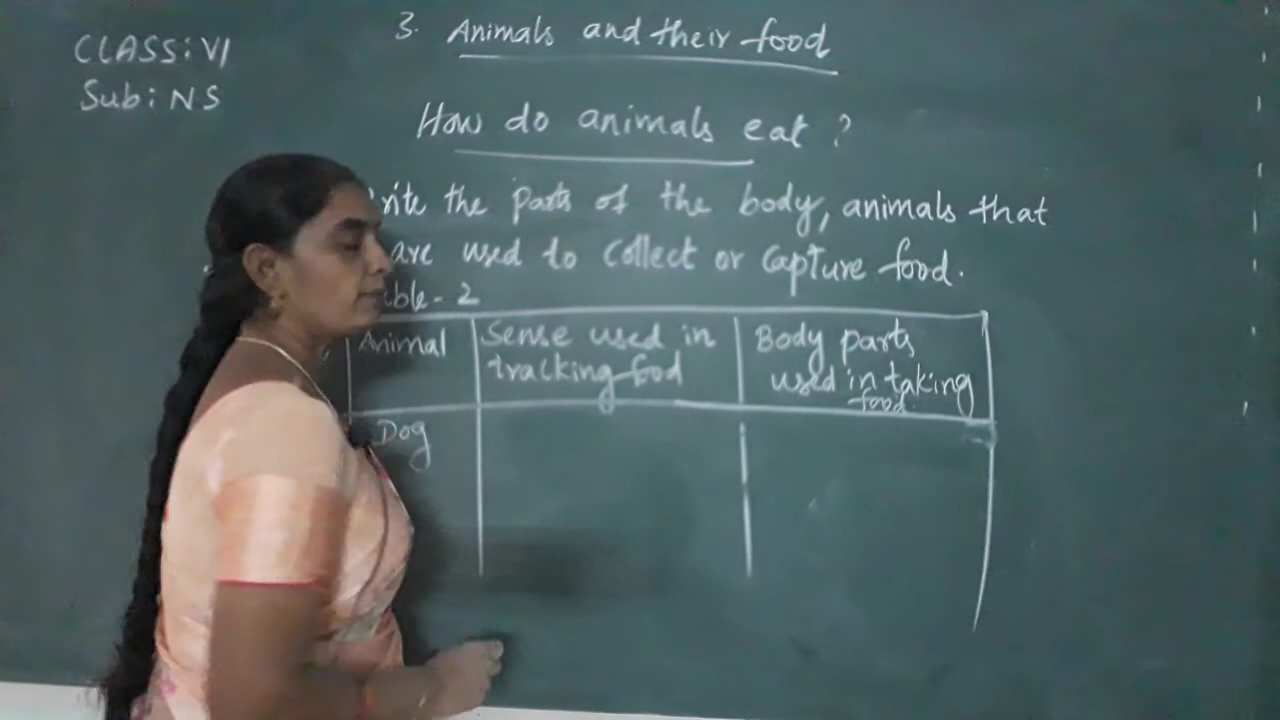 CLASS: VI
Sub: NS
3. Animals and their food
How do animals eat?
the parts of the body, animals that
are used to collect or capture food.
- 2
Animal
Sense used in
tracking food
Body parts
used in taking
food.
Dog